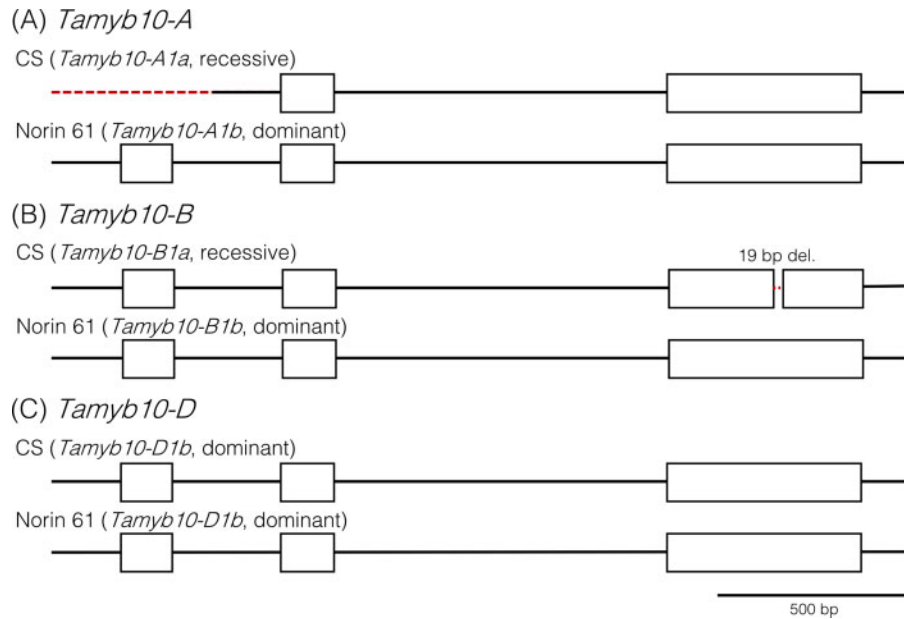 (A) Tamyb10-A
CS (Tamyb10-A1a, recessive)
Norin 61 (Tamyb10-A1b, dominant)
(B) Tamyb10-B
CS (Tamyb10-B1a, recessive)
19 bp del.
Norin 61 (Tamyb10-B1b, dominant)
(C) Tamyb10-D
CS (Tamyb10-D1b, dominant)
Norin 61 (Tamyb10-D1b, dominant)
500 bp